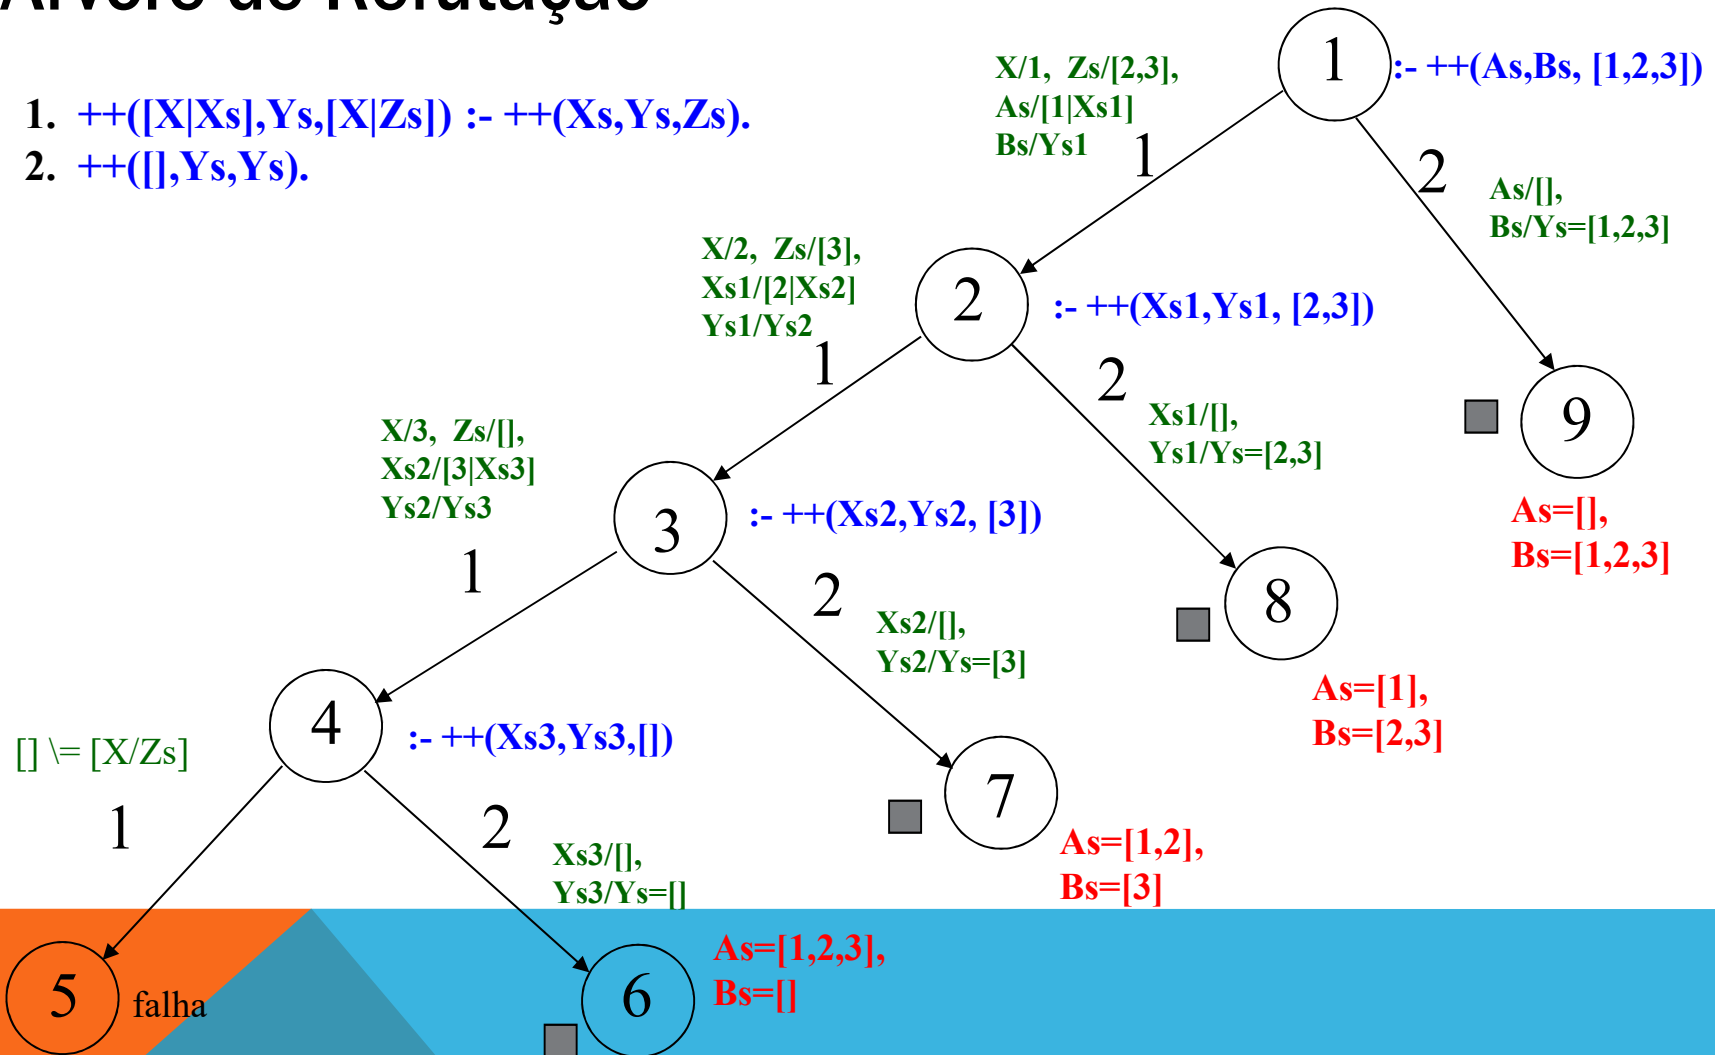 Árvore de Refutação
1. ++([X|Xs],Ys,[X|Zs]) :- ++(Xs,Ys,Zs).
2. ++([],Ys,Ys).
1
:- ++(As,Bs, [1,2,3])
X/1, Zs/[2,3],
As/[1|Xs1]
Bs/Ys1
1
2
As/[],
Bs/Ys=[1,2,3]
2
:- ++(Xs1,Ys1, [2,3])
X/2, Zs/[3],
Xs1/[2|Xs2]
Ys1/Ys2
1
2
Xs1/[],
Ys1/Ys=[2,3]
9
As=[],
Bs=[1,2,3]
3
:- ++(Xs2,Ys2, [3])
X/3, Zs/[],
Xs2/[3|Xs3]
Ys2/Ys3
1
2
Xs2/[],
Ys2/Ys=[3]
8
As=[1],
Bs=[2,3]
4
:- ++(Xs3,Ys3,[])
[] \= [X/Zs]
1
2
Xs3/[],
Ys3/Ys=[]
7
As=[1,2],
Bs=[3]
5
falha
6
As=[1,2,3],
Bs=[]